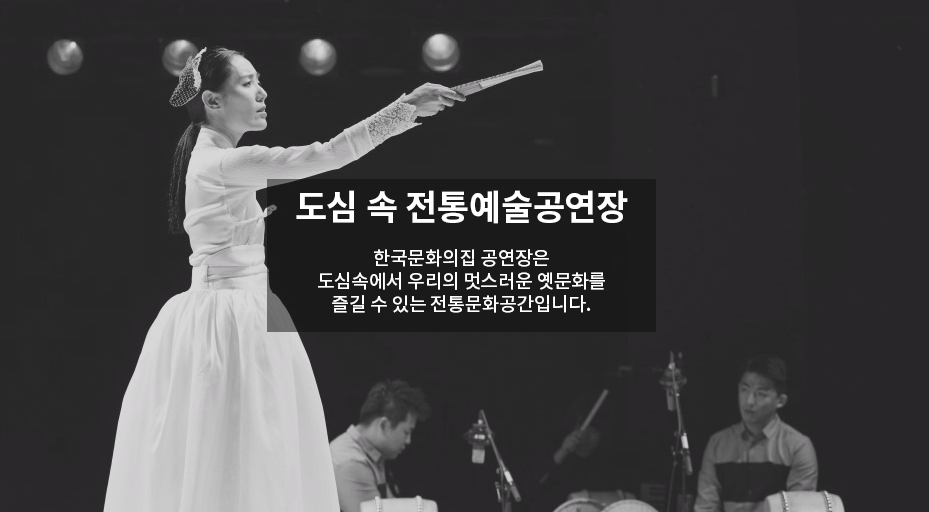 도심 속 전통예술공연장
한국문화의집 공연장은
도심속에서 우리의 멋스러운 옛문화를
즐길 수 있는 전통문화공간입니다.